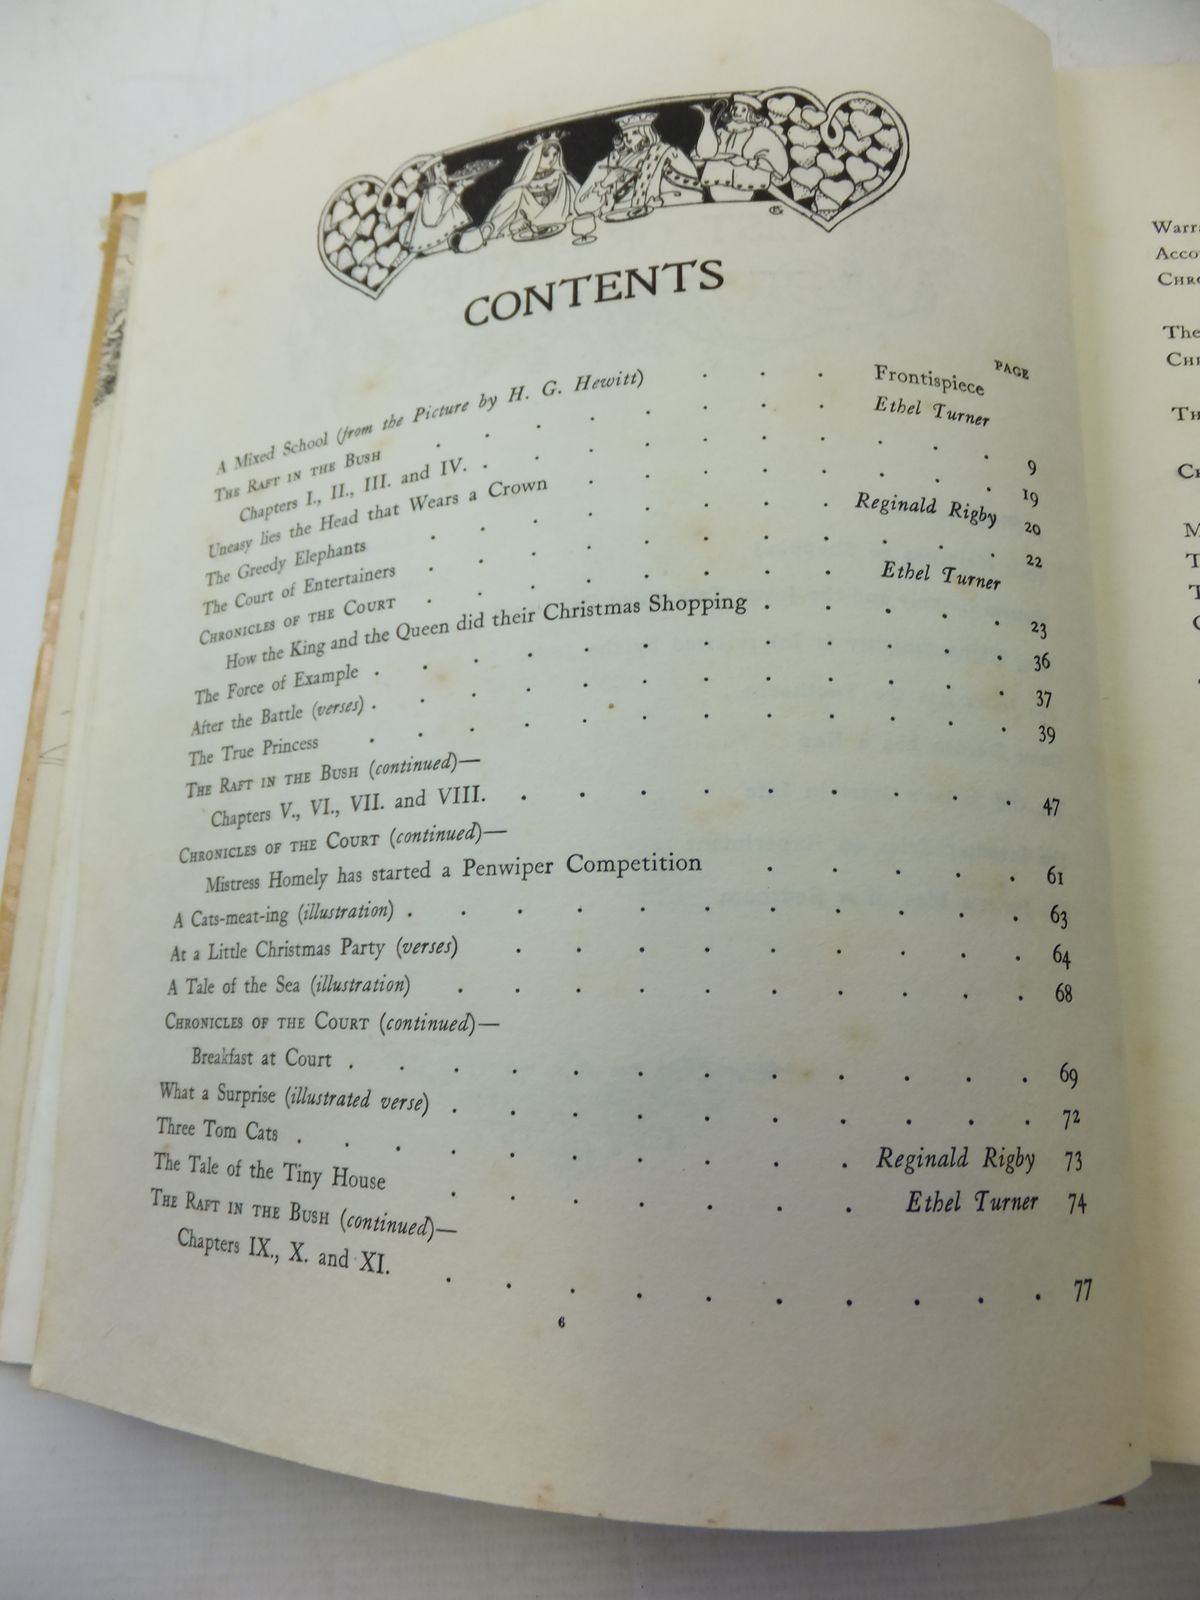 CONTENTS
PAGE
A Mixed School (from the Picture by H. G. Hewitt) . . . Frontispiece
THE RAFT IN THE BUSH . . . . . . . Ethel Turner
Chapters I., II., III. and IV. . . . . . . . . . 9
Uneasy lies the Head that Wears a Crown . . . . . . . 19
The Greedy Elephants . . . . . . . Reginald Rigby 20
The Court of Entertainers . . . . . . . . . . 22
CHRONICLES OF THE COURT . . . . . . . Ethel Turner
How the King and the Queen did their Christmas Shopping . . . . . 23
The Force of Example . . . . . . . . . . . 36
After the Battle (verses) . . . . . . . . . . . 37
The True Princess . . . . . . . . . . . 39
THE RAFT IN THE BUSH (continued)—
Chapters V., VI., VII. and VIII. . . . . . . . . . 47
CHRONICLES OF THE COURT (continued)—
Mistress Homely has started a Penwiper Competition . . . . . 61
A Cats-meat-ing (illustration) . . . . . . . . . . . 63
At a Little Christmas Party (verses) . . . . . . . . . 64
A Tale of the Sea (illustration) . . . . . . . . . . 68
CHRONICLES OF THE COURT (continued)—
Breakfast at Court . . . . . . . . . . . . 69
What a Surprise (illustrated verse) . . . . . . . . . . 72
Three Tom Cats . . . . . . . . . . Reginald Rigby 73
The Tale of the Tiny House . . . . . . . Ethel Turner 74
THE RAFT IN THE BUSH (continued)—
Chapters IX., X. and XI. . . . . . . . . . . 77
6
Warra
Acco
CHRO
The
CHR
TH
CH
M
T
T
C